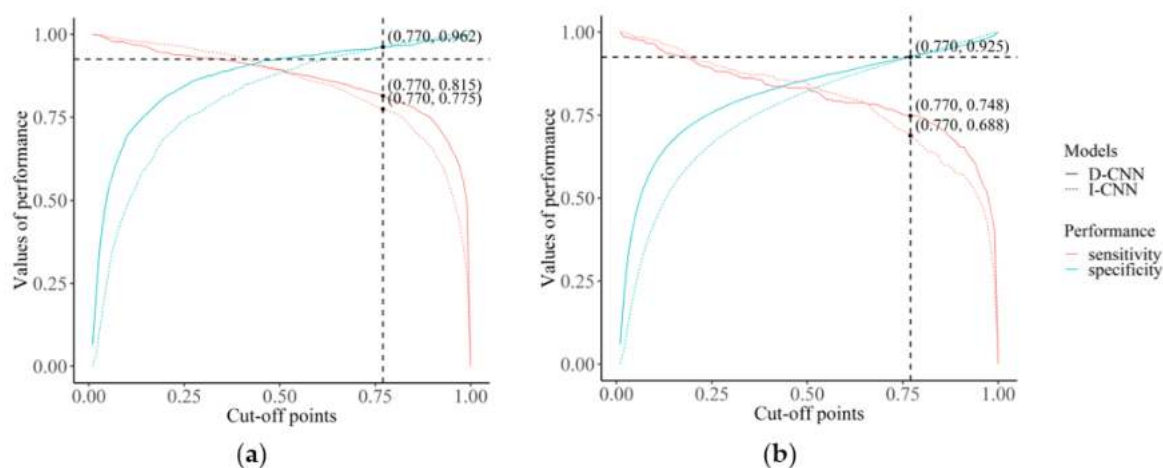 (0.770, 0.962)
(0.770, 0.815)
(0.770, 0.775)
1.00
0.75
0.50
0.25
0.00
Values of performance
0.00 0.25 0.50 0.75 1.00
Cut-off points
(a)
(0.770, 0.925)
(0.770, 0.748)
(0.770, 0.688)
1.00
0.75
0.50
0.25
0.00
Values of performance
0.00 0.25 0.50 0.75 1.00
Cut-off points
(b)
Models
D-CNN
I-CNN
Performance
sensitivity
specificity